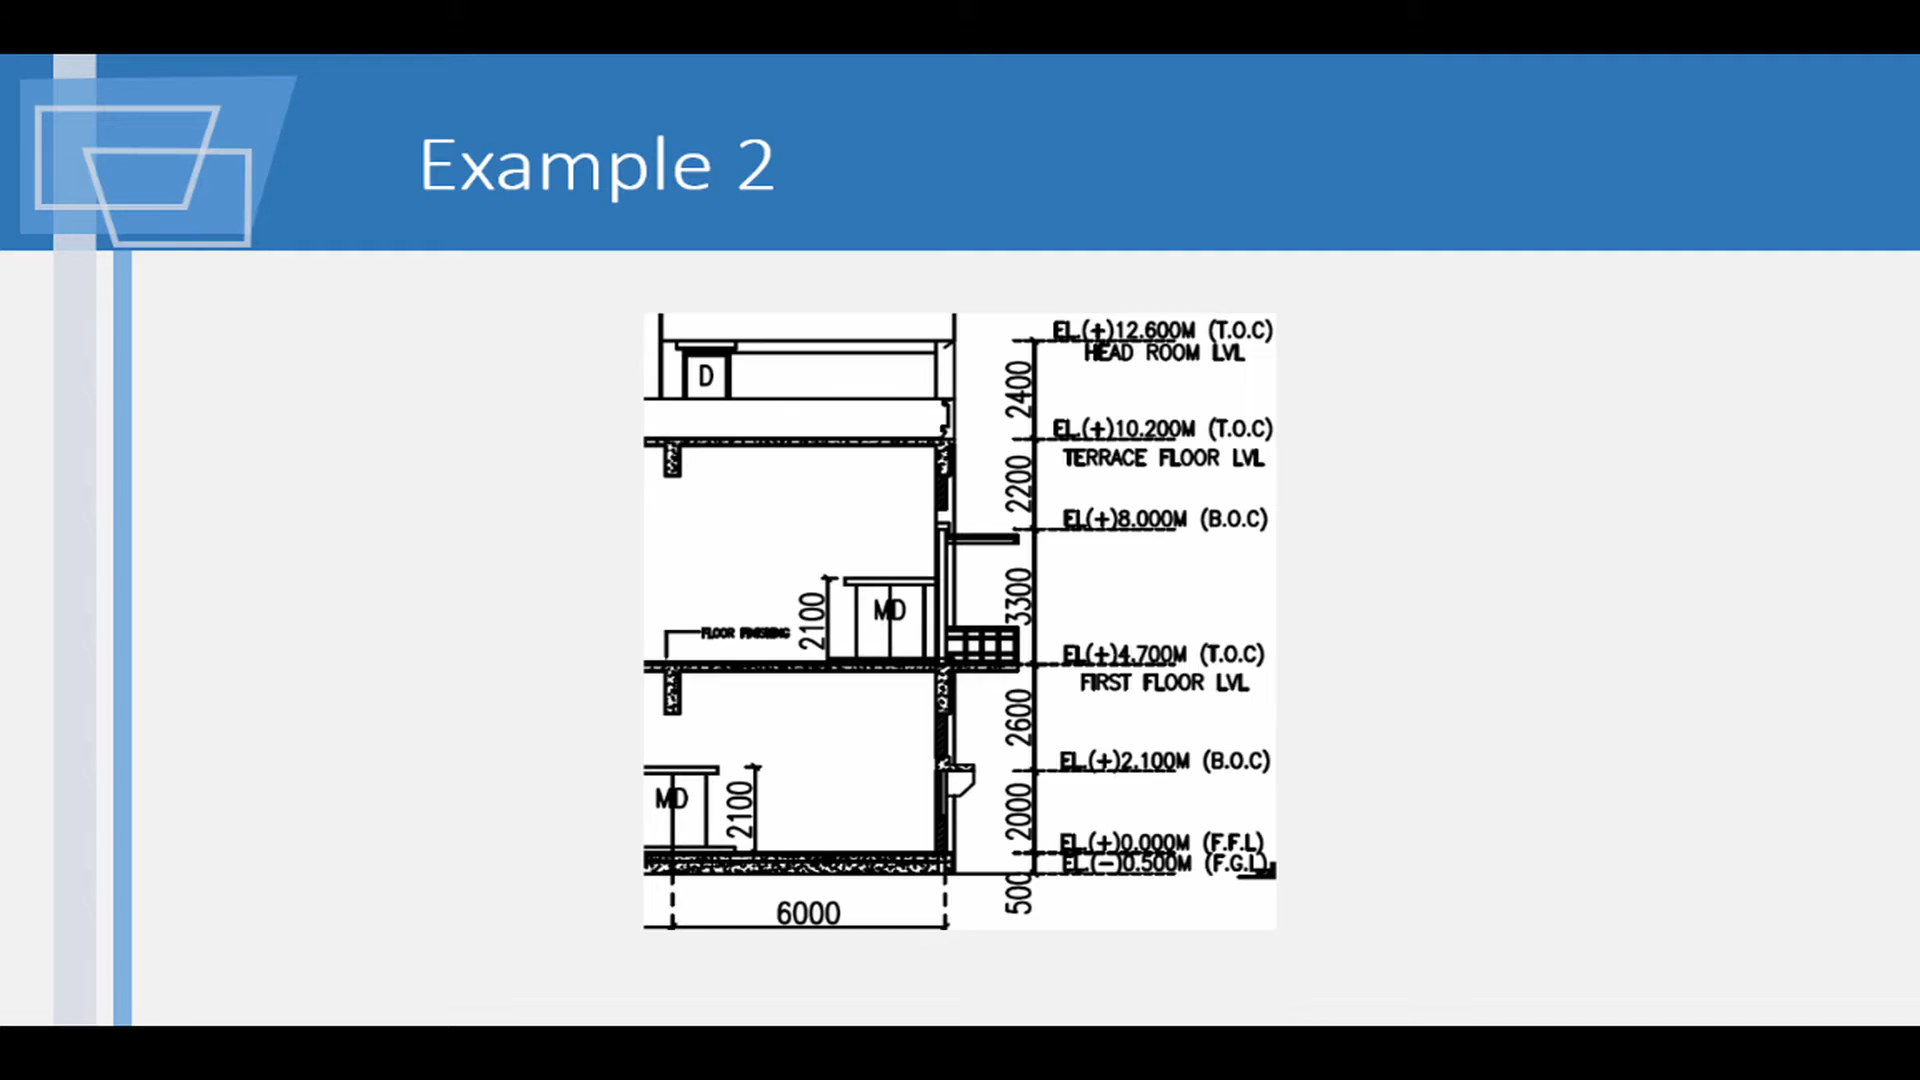 Example 2
EL.(+)12.600M (T.O.C)
HEAD ROOM LVL
D
2400
EL.(+)10.200M (T.O.C)
TERRACE FLOOR LVL
2200
EL(+)8.000M (B.O.C)
3300
MD
2100
FLOOR FINISHING
EL(+)4.700M (T.O.C)
FIRST FLOOR LVL
2600
EL.(+)2.100M (B.O.C)
MD
2100
2000
EL.(+)0.000M (F.F.L)
EL.(-)0.500M (F.G.L)
500
6000